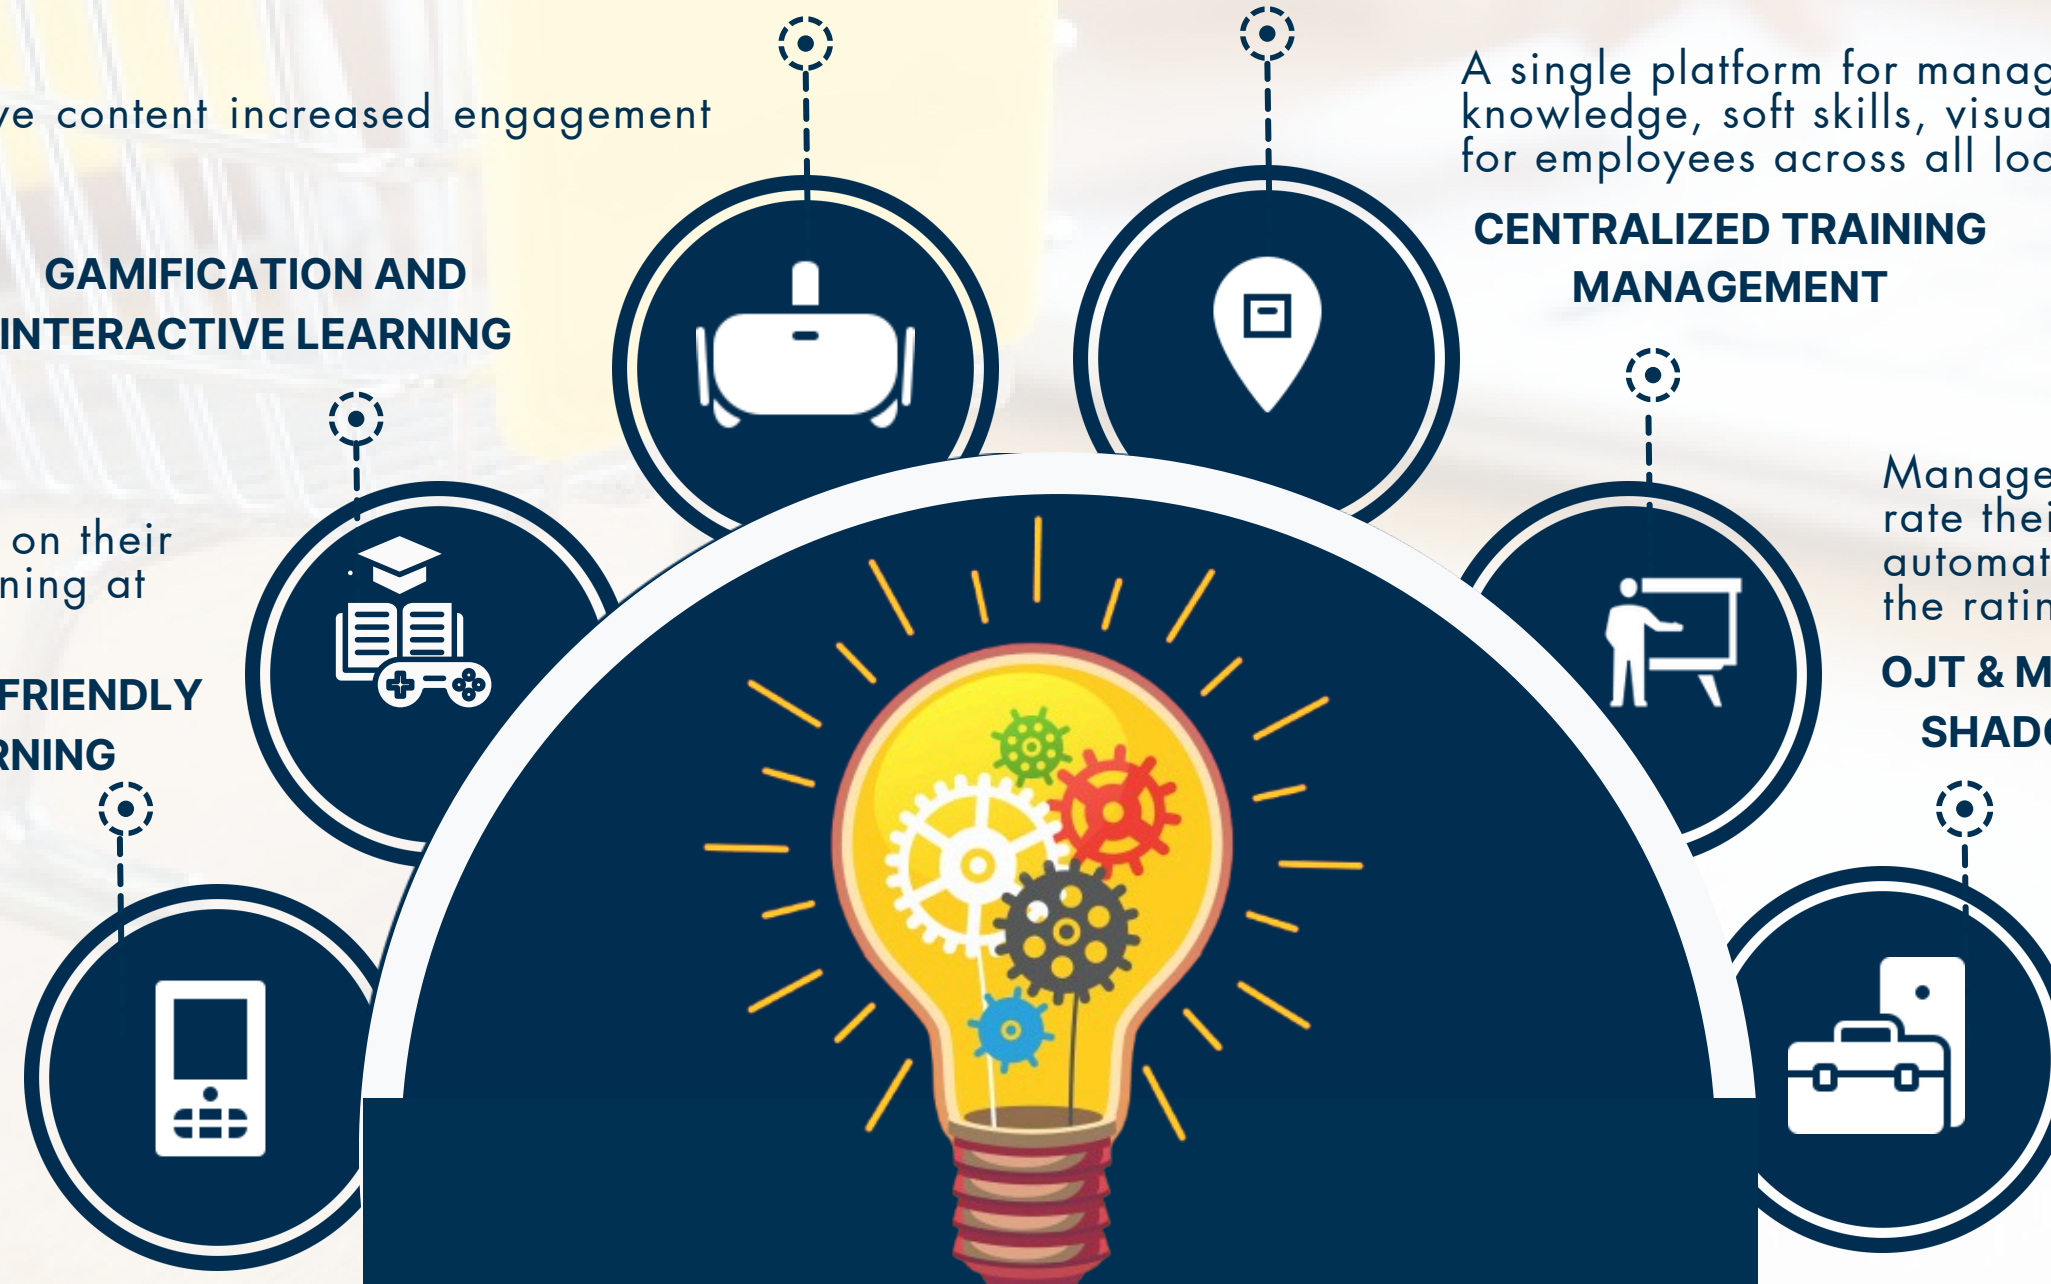 ve content increased engagement
GAMIFICATION AND
INTERACTIVE LEARNING
on their
ning at
FRIENDLY
RNING
A single platform for manag
knowledge, soft skills, visua
for employees across all loc
CENTRALIZED TRAINING
MANAGEMENT
Manage
rate thei
automat
the ratin
OJT & M
SHADO